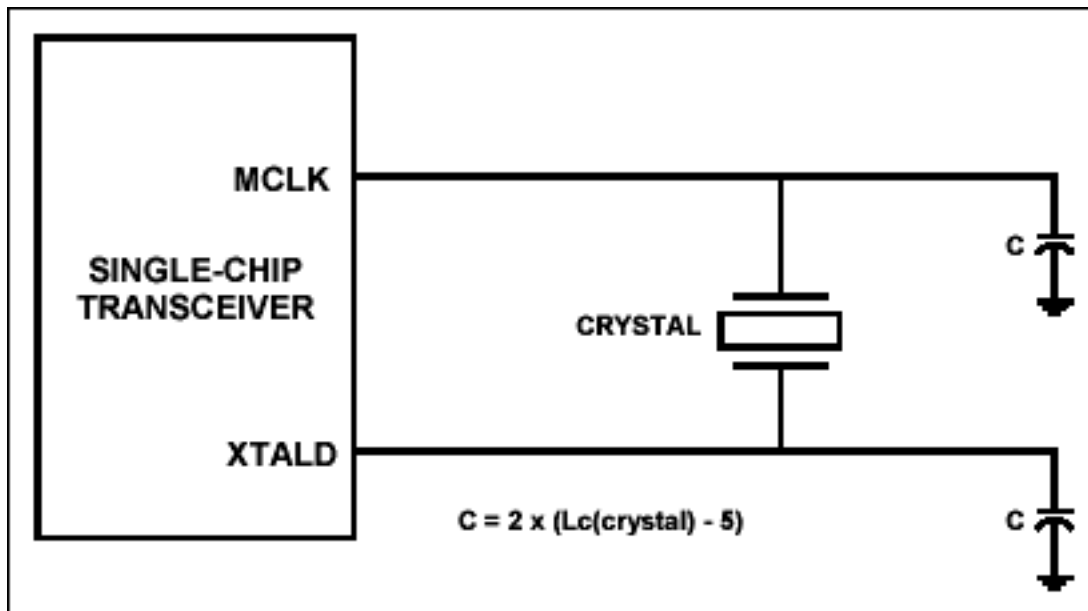 MCLK
C
SINGLE-CHIP
TRANSCEIVER
CRYSTAL
XTALD
C = 2 x (Lc(crystal) - 5)
C